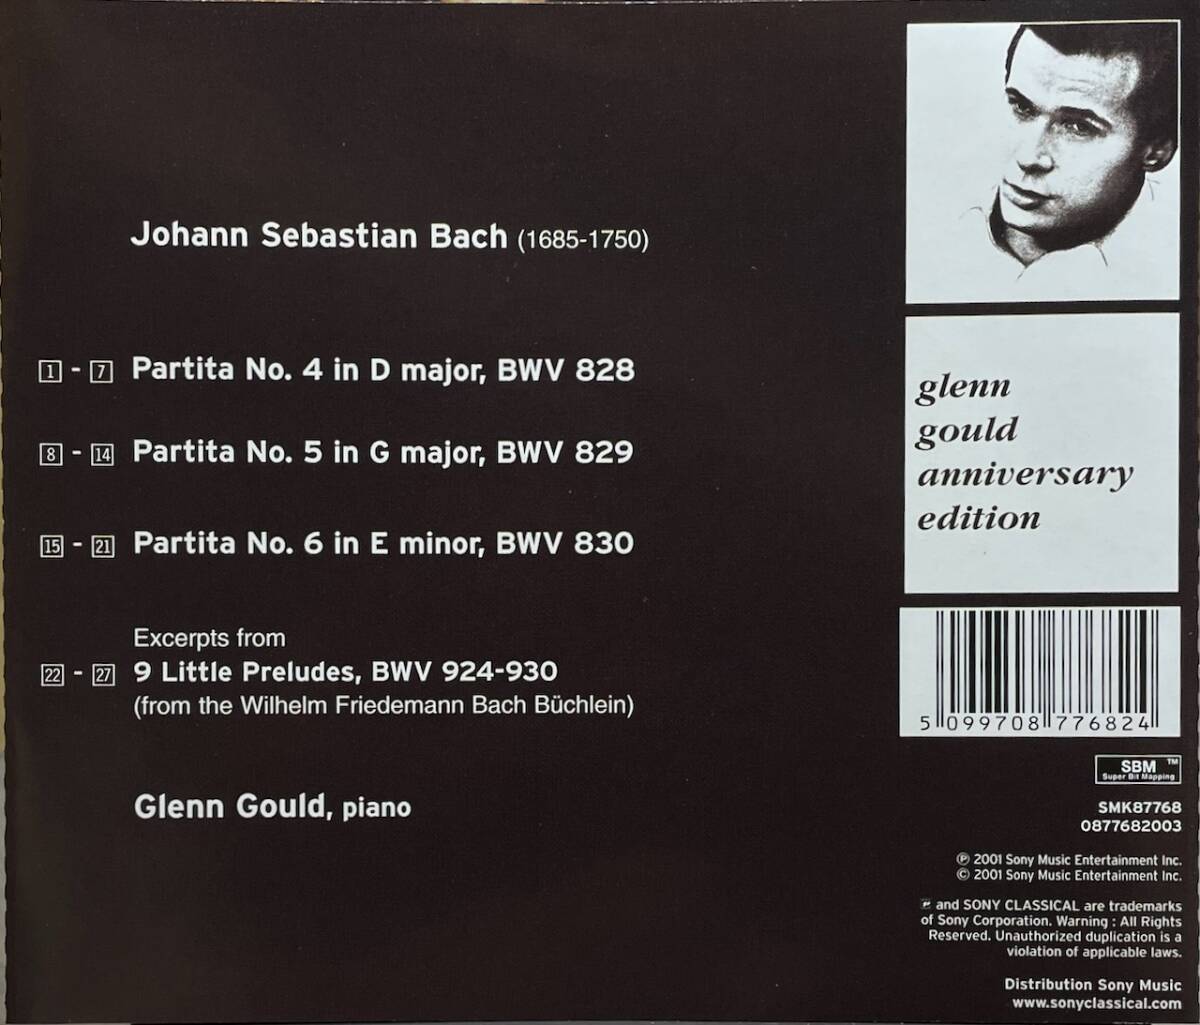 Johann Sebastian Bach (1685-1750)
1 - 7 Partita No. 4 in D major, BWV 828
8 - 14 Partita No. 5 in G major, BWV 829
15 - 21 Partita No. 6 in E minor, BWV 830
Excerpts from
22 - 27 9 Little Preludes, BWV 924-930
(from the Wilhelm Friedemann Bach Büchlein)
Glenn Gould, piano
glenn
gould
anniversary
edition
5 099708 776824
SBM ™
Super Bit Mapping
SMK87768
0877682003
℗ 2001 Sony Music Entertainment Inc.
© 2001 Sony Music Entertainment Inc.
and SONY CLASSICAL are trademarks
of Sony Corporation. Warning : All Rights
Reserved. Unauthorized duplication is a
violation of applicable laws.
Distribution Sony Music
www.sonyclassical.com